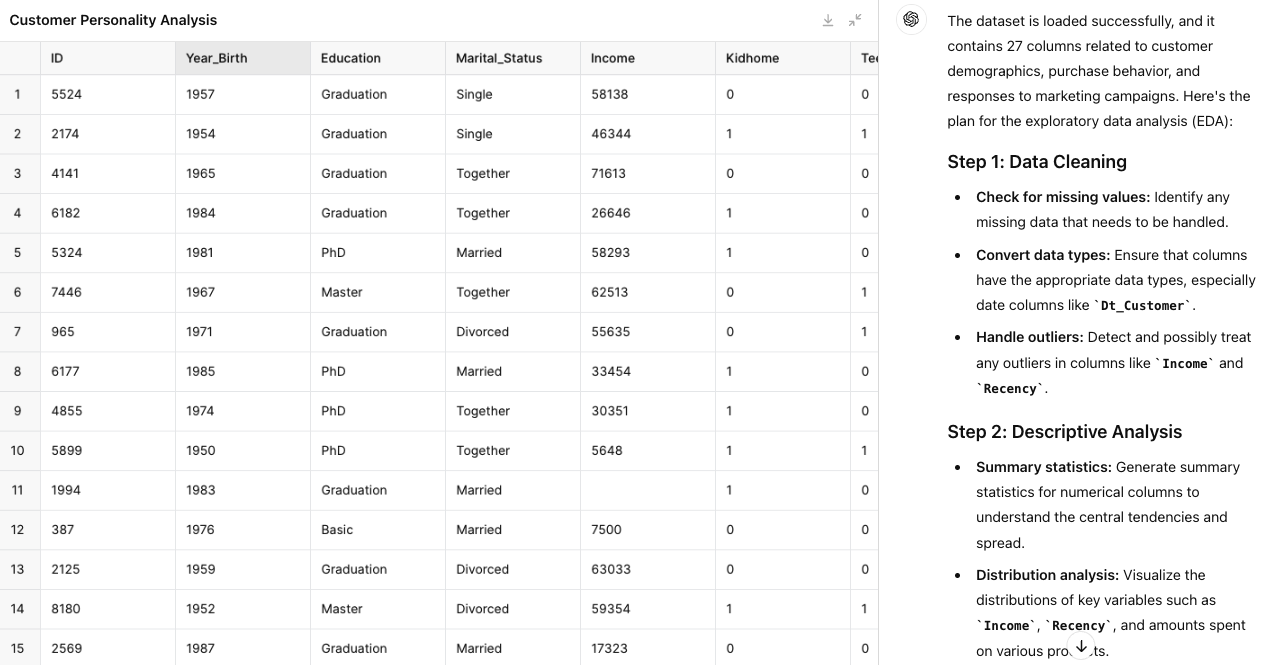 Customer Personality Analysis
ID Year_Birth Education Marital_Status Income Kidhome
1 5524 1957 Graduation Single 58138 0 0
2 2174 1954 Graduation Single 46344 1 1
3 4141 1965 Graduation Together 71613 0 0
4 6182 1984 Graduation Together 26646 1 0
5 5324 1981 PhD Married 58293 1 0
6 7446 1967 Master Together 62513 0 1
7 965 1971 Graduation Divorced 55635 0 1
8 6177 1985 PhD Married 33454 1 0
9 4855 1974 PhD Together 30351 1 0
10 5899 1950 PhD Together 5648 1 1
11 1994 1983 Graduation Married 1 0
12 387 1976 Basic Married 7500 0 0
13 2125 1959 Graduation Divorced 63033 0 0
14 8180 1952 Master Divorced 59354 1 1
15 2569 1987 Graduation Married 17323 0 0
The dataset is loaded successfully, and it
contains 27 columns related to customer
demographics, purchase behavior, and
responses to marketing campaigns. Here's the
plan for the exploratory data analysis (EDA):
Step 1: Data Cleaning
• Check for missing values: Identify any
missing data that needs to be handled.
• Convert data types: Ensure that columns
have the appropriate data types, especially
date columns like `Dt_Customer`.
• Handle outliers: Detect and possibly treat
any outliers in columns like `Income` and
`Recency`.
Step 2: Descriptive Analysis
• Summary statistics: Generate summary
statistics for numerical columns to
understand the central tendencies and
spread.
• Distribution analysis: Visualize the
distributions of key variables such as
`Income`, `Recency`, and amounts spent
on various